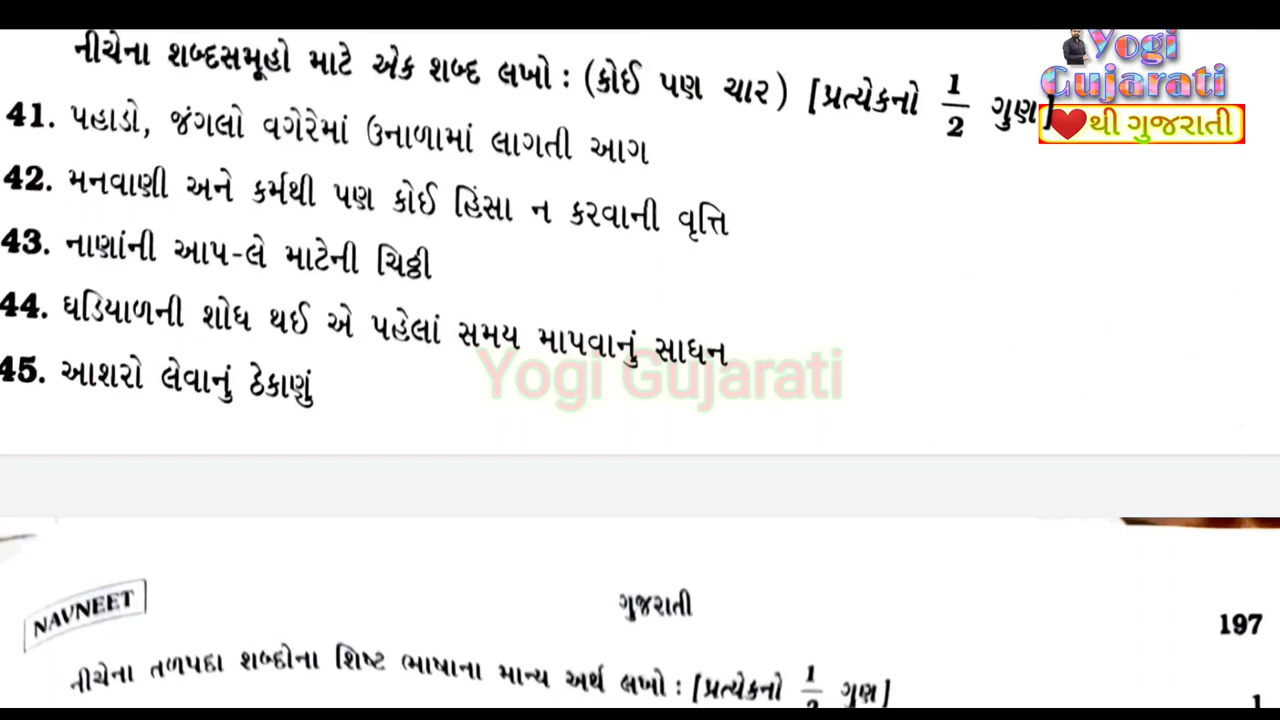 Yogi
Gujarati
❤️થી ગુજરાતી
નીચેના શબ્દસમૂહો માટે એક શબ્દ લખો : (કોઈ પણ ચાર) [પ્રત્યેકનો 1/2 ગુણ]
41. પહાડો, જંગલો વગેરેમાં ઉનાળામાં લાગતી આગ
42. મનવાણી અને કર્મથી પણ કોઈ હિંસા ન કરવાની વૃત્તિ
43. નાણાંની આપ-લે માટેની ચિઠ્ઠી
44. ઘડિયાળની શોધ થઈ એ પહેલાં સમય માપવાનું સાધન
45. આશરો લેવાનું ઠેકાણું
Yogi Gujarati
NAVNEET ગુજરાતી 197
નીચેના તળપદા શબ્દોના શિષ્ટ ભાષાના માન્ય અર્થ લખો : [પ્રત્યેકનો 1/2 ગુણ]